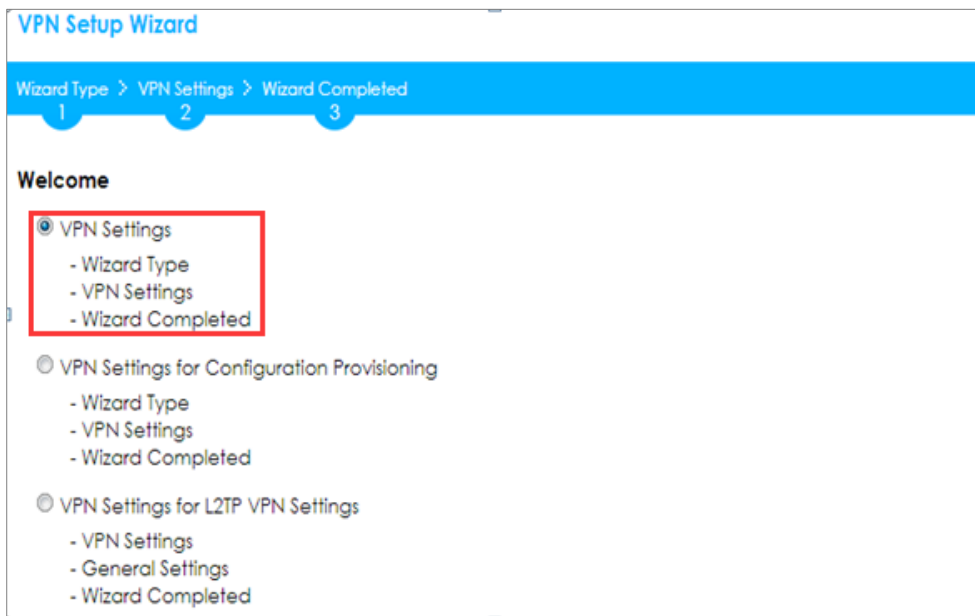 VPN Setup Wizard
Wizard Type > VPN Settings > Wizard Completed
1 2 3
Welcome
VPN Settings
- Wizard Type
- VPN Settings
- Wizard Completed
VPN Settings for Configuration Provisioning
- Wizard Type
- VPN Settings
- Wizard Completed
VPN Settings for L2TP VPN Settings
- VPN Settings
- General Settings
- Wizard Completed